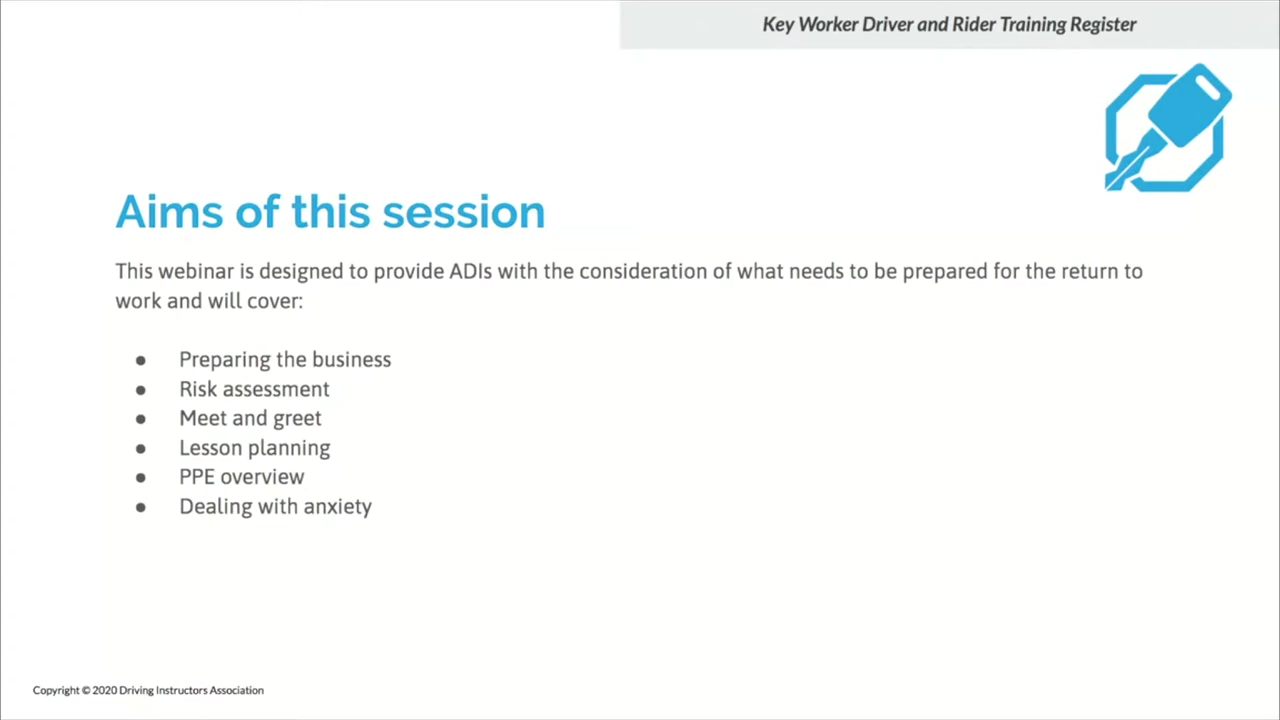 Key Worker Driver and Rider Training Register
Aims of this session
This webinar is designed to provide ADIs with the consideration of what needs to be prepared for the return to
work and will cover:
● Preparing the business
● Risk assessment
● Meet and greet
● Lesson planning
● PPE overview
● Dealing with anxiety
Copyright © 2020 Driving Instructors Association